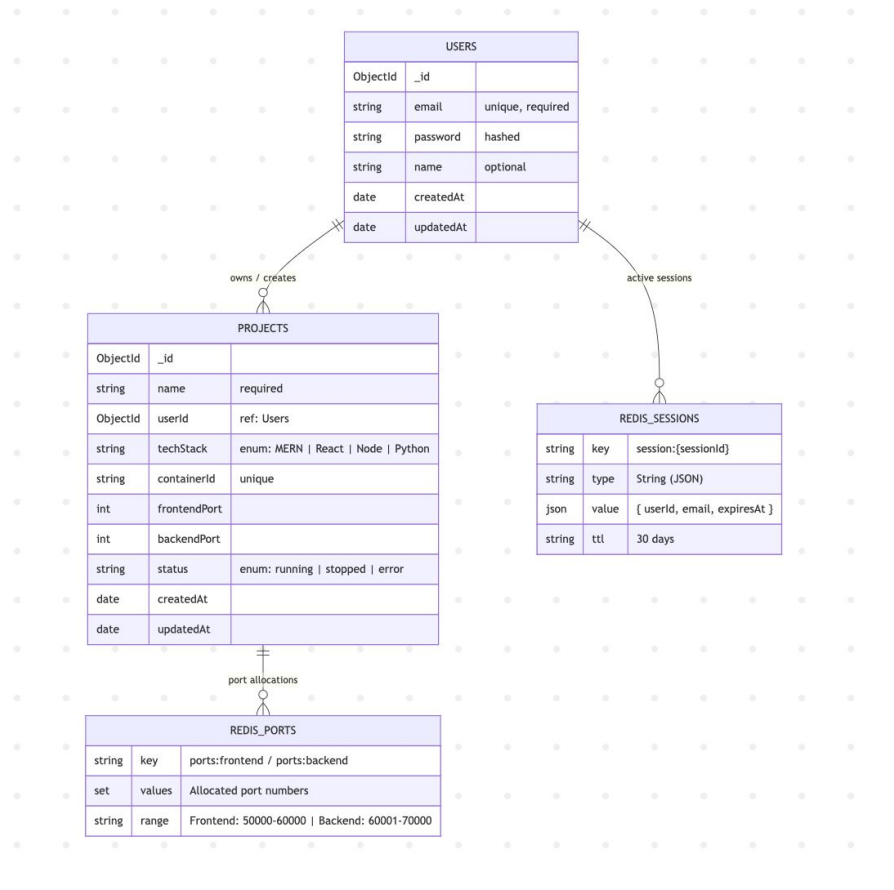 USERS
ObjectId _id
string email unique, required
string password hashed
string name optional
date createdAt
date updatedAt
owns / creates
active sessions
PROJECTS
ObjectId _id
string name required
ObjectId userId ref: Users
string techStack enum: MERN | React | Node | Python
string containerId unique
int frontendPort
int backendPort
string status enum: running | stopped | error
date createdAt
date updatedAt
REDIS_SESSIONS
string key session:{sessionId}
string type String (JSON)
json value { userId, email, expiresAt }
string ttl 30 days
port allocations
REDIS_PORTS
string key ports:frontend / ports:backend
set values Allocated port numbers
string range Frontend: 50000-60000 | Backend: 60001-70000